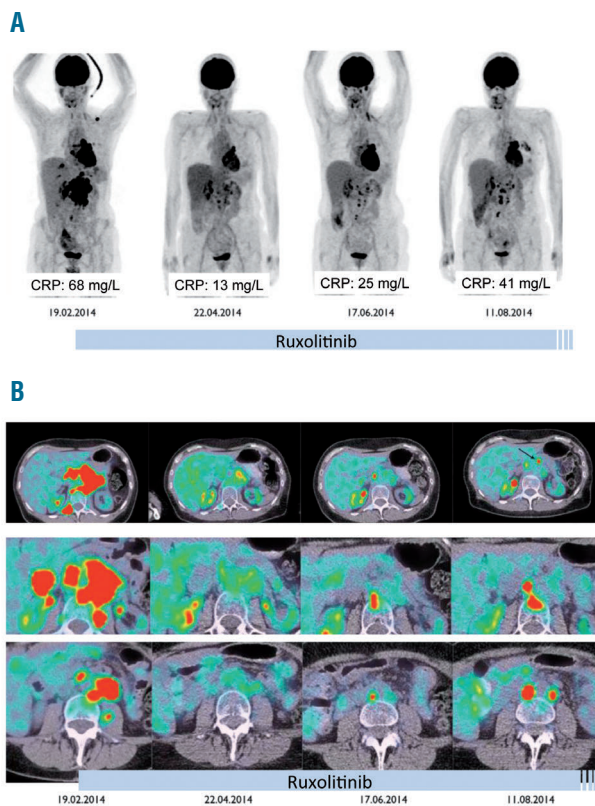 A
CRP: 68 mg/L CRP: 13 mg/L CRP: 25 mg/L CRP: 41 mg/L
19.02.2014 22.04.2014 17.06.2014 11.08.2014
Ruxolitinib
B
Ruxolitinib
19.02.2014 22.04.2014 17.06.2014 11.08.2014